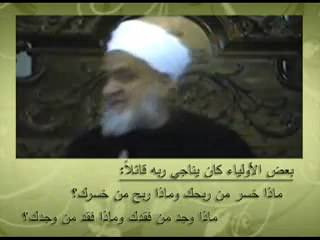 بعض الأولياء كان يناجي ربه قائلاً:
ماذا خسر من ربحك وماذا ربح من خسرك؟
ماذا وجد من فقدك وماذا فقد من وجدك؟